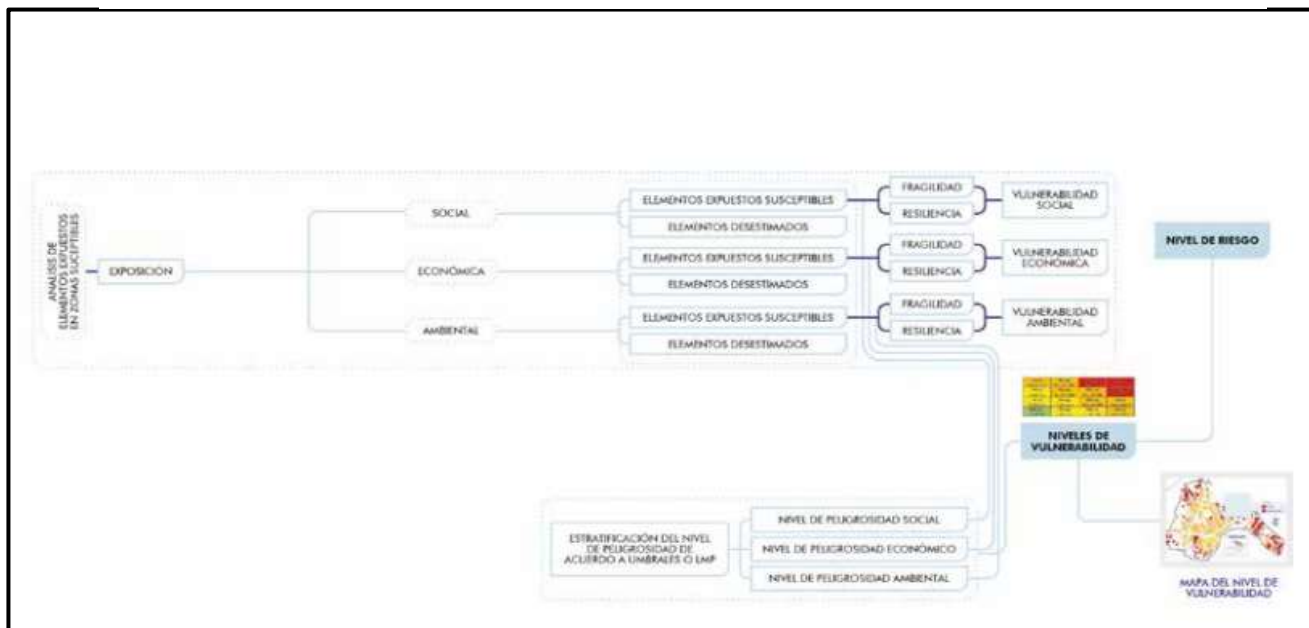 ANALISIS DE
ELEMENTOS EXPUESTOS
EN ZONAS SUCEPTIBLES
EXPOSICIÓN
SOCIAL
ECONÓMICA
AMBIENTAL
ELEMENTOS EXPUESTOS SUSCEPTIBLES
ELEMENTOS DESESTIMADOS
ELEMENTOS EXPUESTOS SUSCEPTIBLES
ELEMENTOS DESESTIMADOS
ELEMENTOS EXPUESTOS SUSCEPTIBLES
ELEMENTOS DESESTIMADOS
FRAGILIDAD
RESILIENCIA
FRAGILIDAD
RESILIENCIA
FRAGILIDAD
RESILIENCIA
VULNERABILIDAD
SOCIAL
VULNERABILIDAD
ECONÓMICA
VULNERABILIDAD
AMBIENTAL
NIVEL DE RIESGO
NIVELES DE
VULNERABILIDAD
ESTRATIFICACIÓN DEL NIVEL
DE PELIGROSIDAD DE
ACUERDO A UMBRALES O LMP
NIVEL DE PELIGROSIDAD SOCIAL
NIVEL DE PELIGROSIDAD ECONÓMICO
NIVEL DE PELIGROSIDAD AMBIENTAL
MAPA DEL NIVEL DE
VULNERABILIDAD